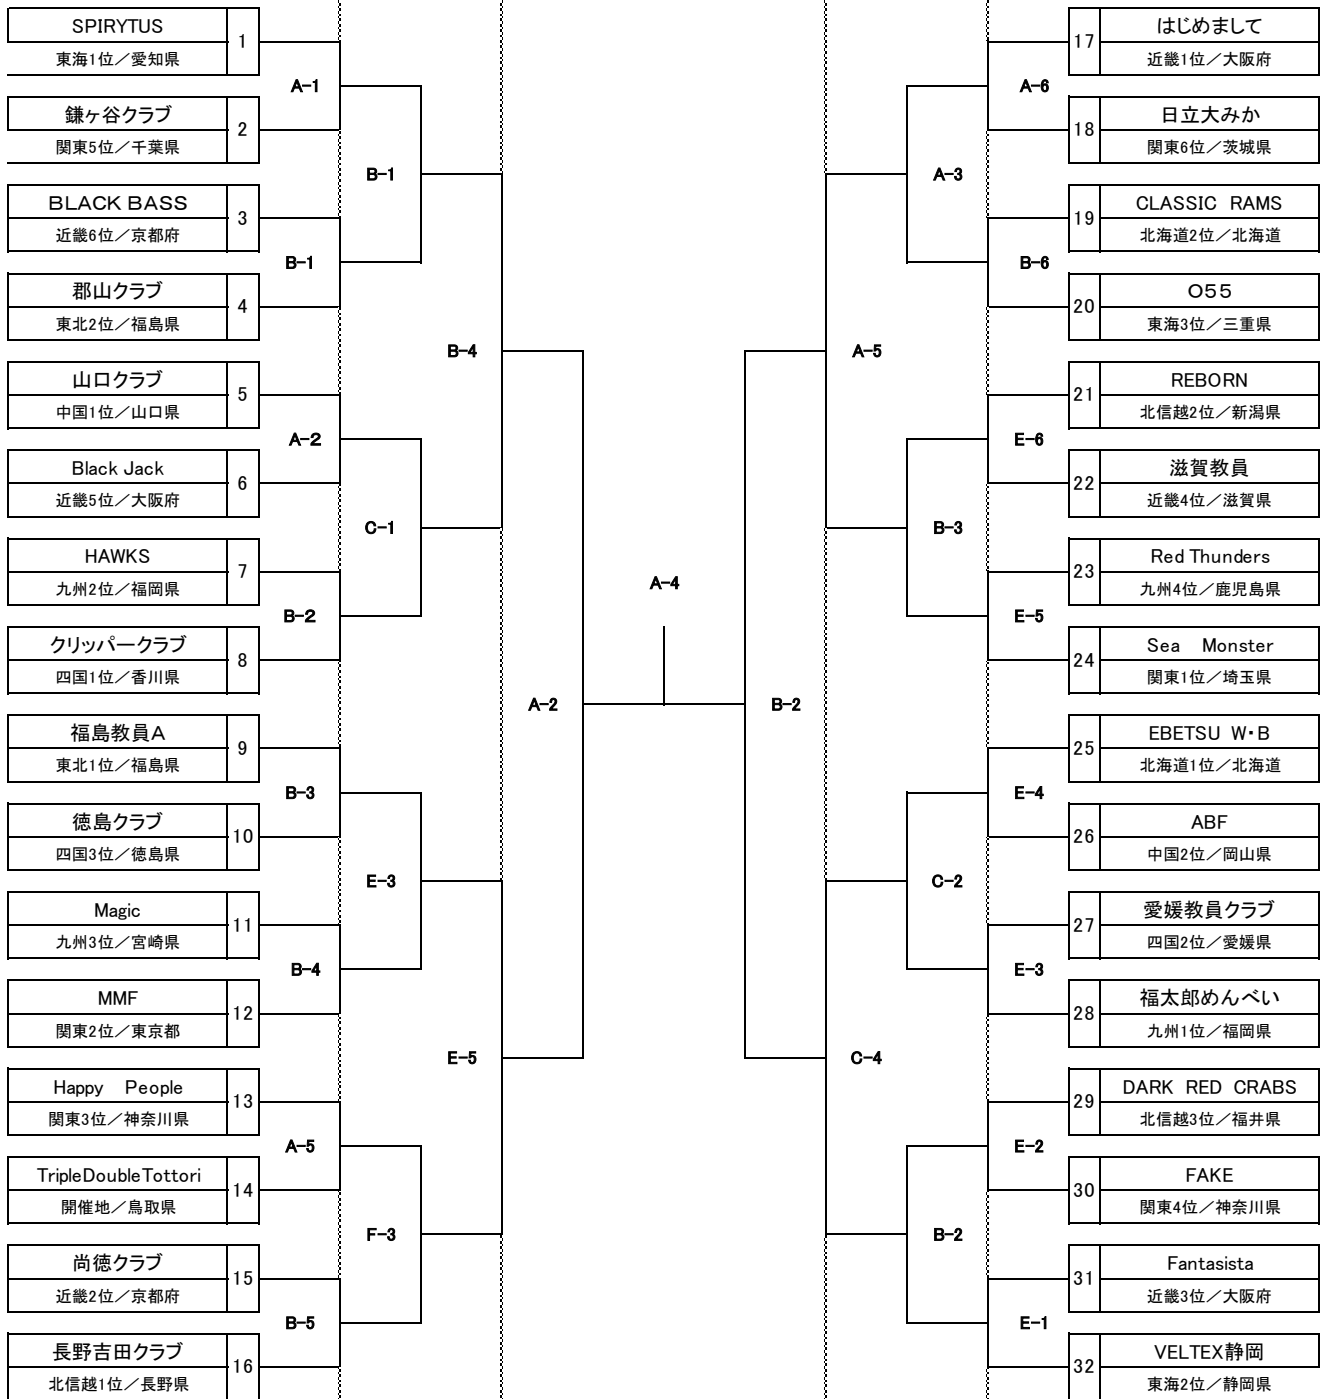 SPIRYTUS
1
東海1位／愛知県
A-1
鎌ヶ谷クラブ
2
関東5位／千葉県
B-1
BLACK BASS
3
近畿6位／京都府
B-1
郡山クラブ
4
東北2位／福島県
B-4
山口クラブ
5
中国1位／山口県
A-2
Black Jack
6
近畿5位／大阪府
C-1
HAWKS
7
九州2位／福岡県
B-2
クリッパークラブ
8
四国1位／香川県
A-2
福島教員A
9
東北1位／福島県
B-3
徳島クラブ
10
四国3位／徳島県
E-3
Magic
11
九州3位／宮崎県
B-4
MMF
12
関東2位／東京都
E-5
Happy People
13
関東3位／神奈川県
A-5
TripleDoubleTottori
14
開催地／鳥取県
F-3
尚徳クラブ
15
近畿2位／京都府
B-5
長野吉田クラブ
16
北信越1位／長野県
A-4
はじめまして
17
近畿1位／大阪府
A-6
日立大みか
18
関東6位／茨城県
A-3
CLASSIC RAMS
19
北海道2位／北海道
B-6
O55
20
東海3位／三重県
A-5
REBORN
21
北信越2位／新潟県
E-6
滋賀教員
22
近畿4位／滋賀県
B-3
Red Thunders
23
九州4位／鹿児島県
E-5
Sea Monster
24
関東1位／埼玉県
B-2
EBETSU W・B
25
北海道1位／北海道
E-4
ABF
26
中国2位／岡山県
C-2
愛媛教員クラブ
27
四国2位／愛媛県
E-3
福太郎めんべい
28
九州1位／福岡県
C-4
DARK RED CRABS
29
北信越3位／福井県
E-2
FAKE
30
関東4位／神奈川県
B-2
Fantasista
31
近畿3位／大阪府
E-1
VELTEX静岡
32
東海2位／静岡県